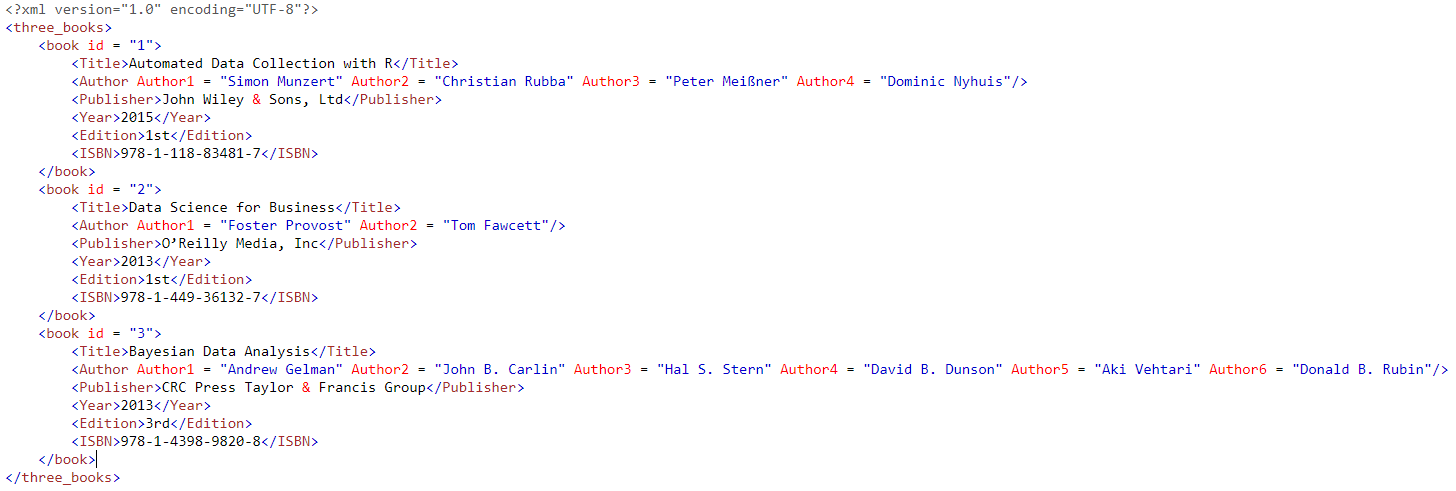 <?xml version="1.0" encoding="UTF-8"?>
<three_books>
    <book id = "1">
        <Title>Automated Data Collection with R</Title>
        <Author Author1 = "Simon Munzert" Author2 = "Christian Rubba" Author3 = "Peter Meißner" Author4 = "Dominic Nyhuis"/>
        <Publisher>John Wiley & Sons, Ltd</Publisher>
        <Year>2015</Year>
        <Edition>1st</Edition>
        <ISBN>978-1-118-83481-7</ISBN>
    </book>
    <book id = "2">
        <Title>Data Science for Business</Title>
        <Author Author1 = "Foster Provost" Author2 = "Tom Fawcett"/>
        <Publisher>O’Reilly Media, Inc</Publisher>
        <Year>2013</Year>
        <Edition>1st</Edition>
        <ISBN>978-1-449-36132-7</ISBN>
    </book>
    <book id = "3">
        <Title>Bayesian Data Analysis</Title>
        <Author Author1 = "Andrew Gelman" Author2 = "John B. Carlin" Author3 = "Hal S. Stern" Author4 = "David B. Dunson" Author5 = "Aki Vehtari" Author6 = "Donald B. Rubin"/>
        <Publisher>CRC Press Taylor & Francis Group</Publisher>
        <Year>2013</Year>
        <Edition>3rd</Edition>
        <ISBN>978-1-4398-9820-8</ISBN>
    </book>
</three_books>